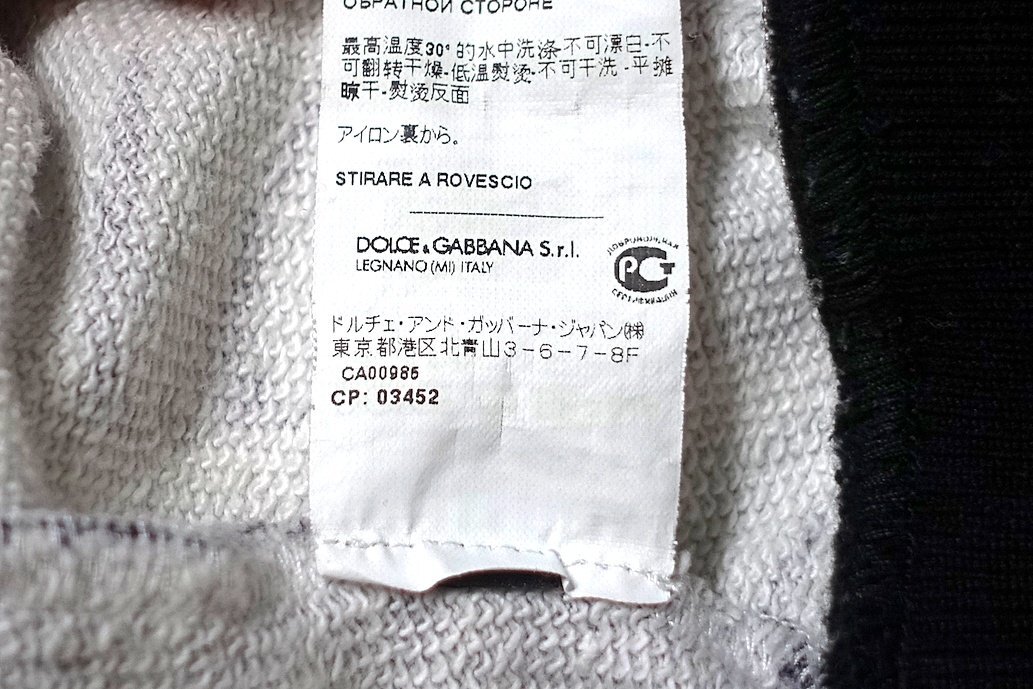 ОБРАТНОЙ СТОРОНЕ
最高温度30°的水中洗涤-不可漂白-不
可翻转干燥-低温熨烫-不可干洗-平摊
晾干-熨烫反面
アイロン裏から。
STIRARE A ROVESCIO
DOLCE & GABBANA S.r.l.
LEGNANO (MI) ITALY
ДОБРОВОЛЬНАЯ
РСТ
СЕРТИФИКАЦИЯ
ドルチェ・アンド・ガッバーナ・ジャパン㈱
東京都港区北青山3-6-7-8F
CA00986
CP: 03452